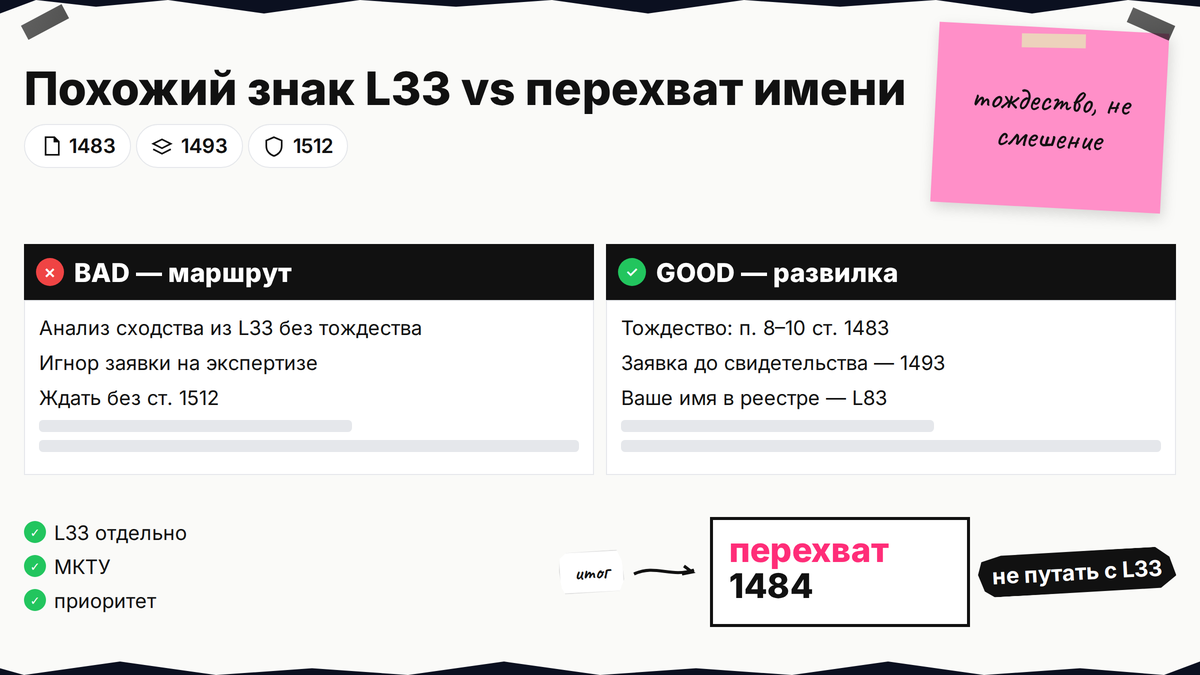 Похожий знак L33 vs перехват имени
1483 1493 1512
тождество, не
смешение
BAD — маршрут
Анализ сходства из L33 без тождества
Игнор заявки на экспертизе
Ждать без ст. 1512
GOOD — развилка
Тождество: п. 8–10 ст. 1483
Заявка до свидетельства — 1493
Ваше имя в реестре — L83
L33 отдельно
МКТУ
приоритет
итог
перехват
1484
не путать с L33